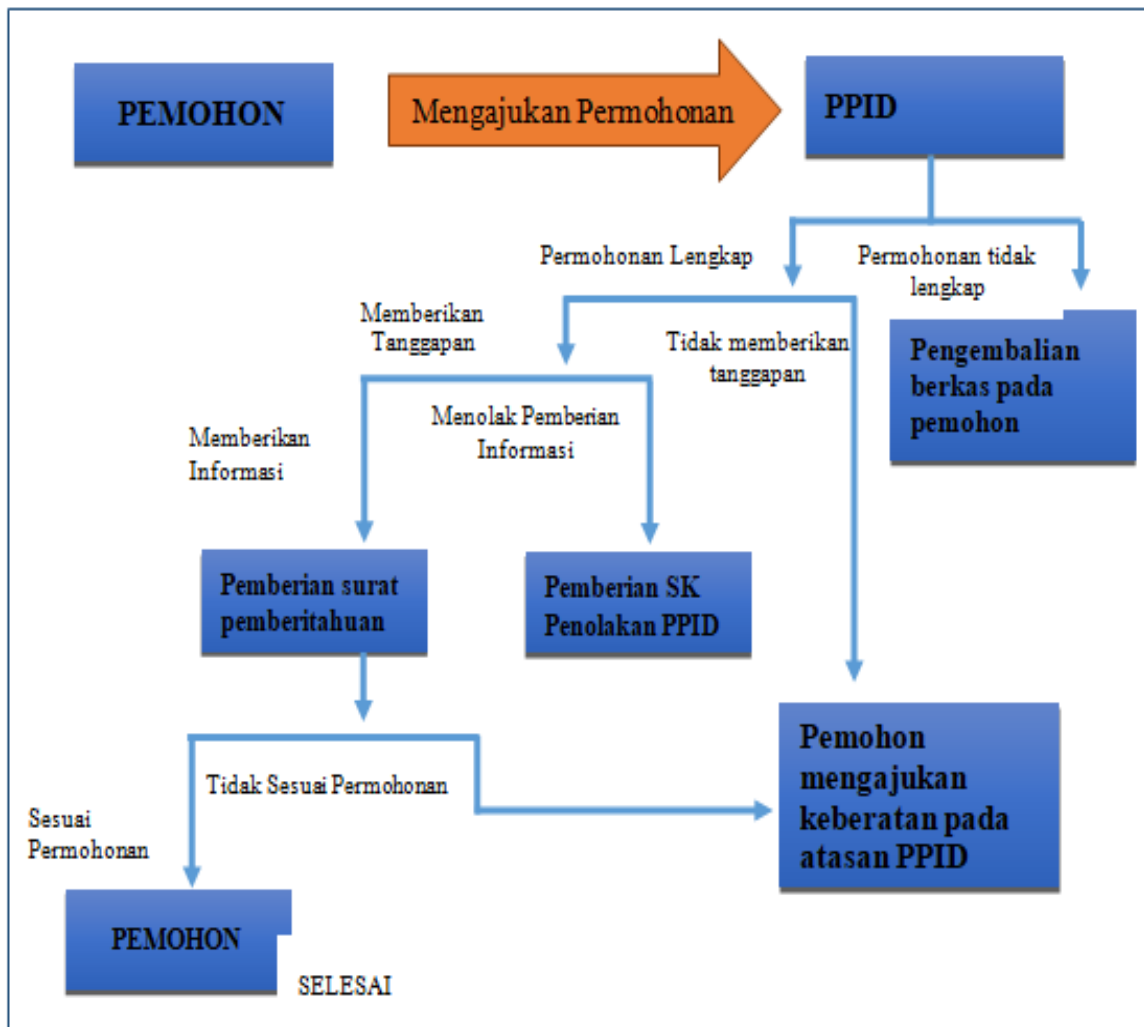 PEMOHON
Mengajukan Permohonan
PPID
Permohonan Lengkap
Permohonan tidak
lengkap
Memberikan
Tanggapan
Tidak memberikan
tanggapan
Pengembalian
berkas pada
pemohon
Memberikan
Informasi
Menolak Pemberian
Informasi
Pemberian surat
pemberitahuan
Pemberian SK
Penolakan PPID
Pemohon
mengajukan
keberatan pada
atasan PPID
Tidak Sesuai Permohonan
Sesuai
Permohonan
PEMOHON
SELESAI